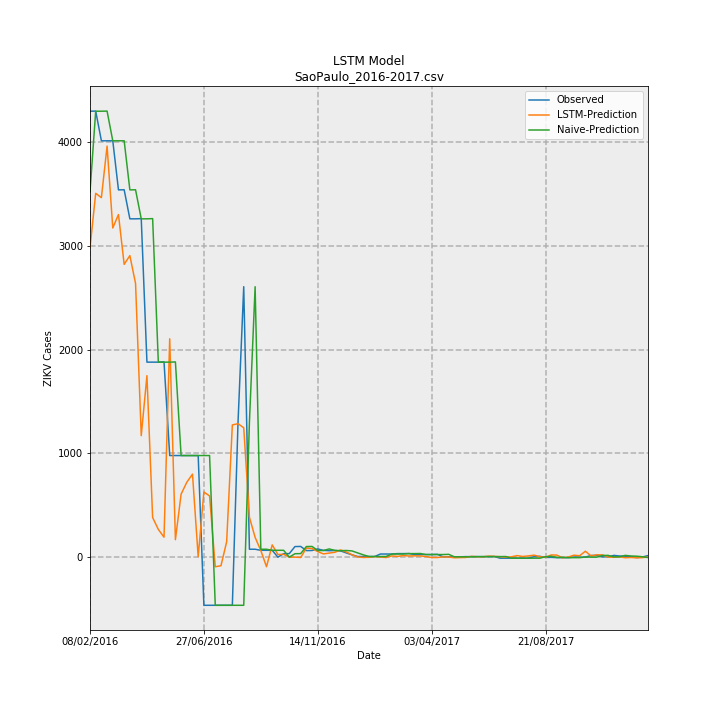 LSTM Model
SaoPaulo_2016-2017.csv
Observed
LSTM-Prediction
Naive-Prediction
4000
3000
2000
1000
0
ZIKV Cases
08/02/2016
27/06/2016
14/11/2016
03/04/2017
21/08/2017
Date